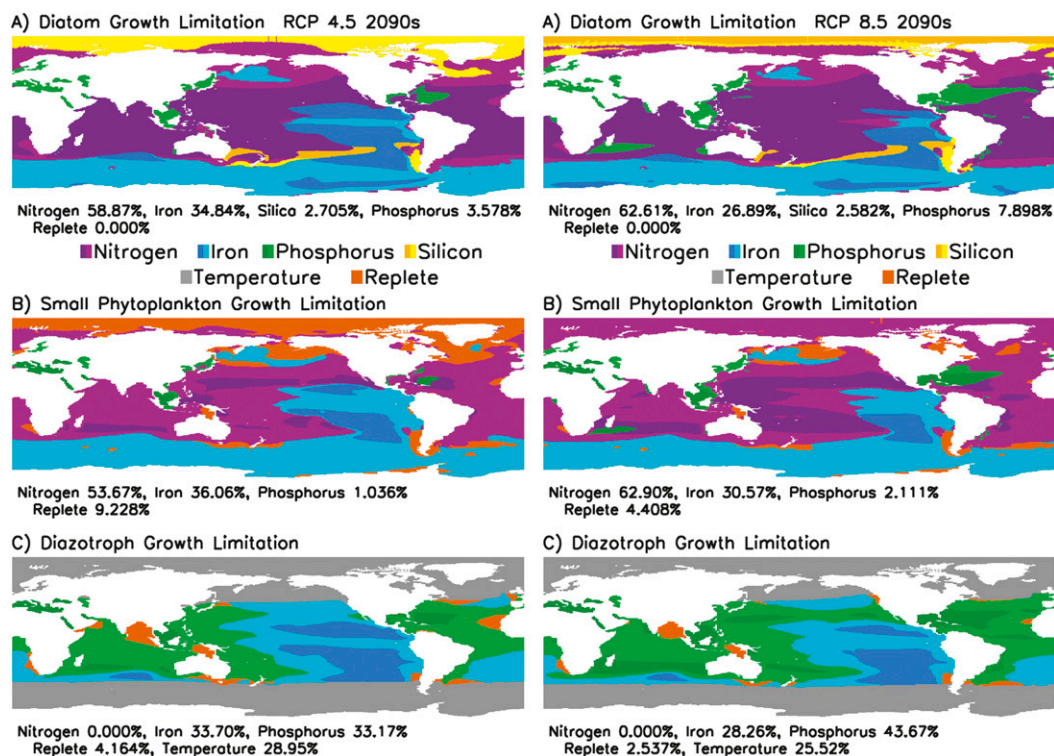 A) Diatom Growth Limitation RCP 4.5 2090s
A) Diatom Growth Limitation RCP 8.5 2090s
Nitrogen 58.87%, Iron 34.84%, Silica 2.705%, Phosphorus 3.578%
Replete 0.000%
Nitrogen 62.61%, Iron 26.89%, Silica 2.582%, Phosphorus 7.898%
Replete 0.000%
Nitrogen Iron Phosphorus Silicon
Temperature Replete
Nitrogen Iron Phosphorus Silicon
Temperature Replete
B) Small Phytoplankton Growth Limitation
B) Small Phytoplankton Growth Limitation
Nitrogen 53.67%, Iron 36.06%, Phosphorus 1.036%
Replete 9.228%
Nitrogen 62.90%, Iron 30.57%, Phosphorus 2.111%
Replete 4.408%
C) Diazotroph Growth Limitation
C) Diazotroph Growth Limitation
Nitrogen 0.000%, Iron 33.70%, Phosphorus 33.17%
Replete 4.164%, Temperature 28.95%
Nitrogen 0.000%, Iron 28.26%, Phosphorus 43.67%
Replete 2.537%, Temperature 25.52%